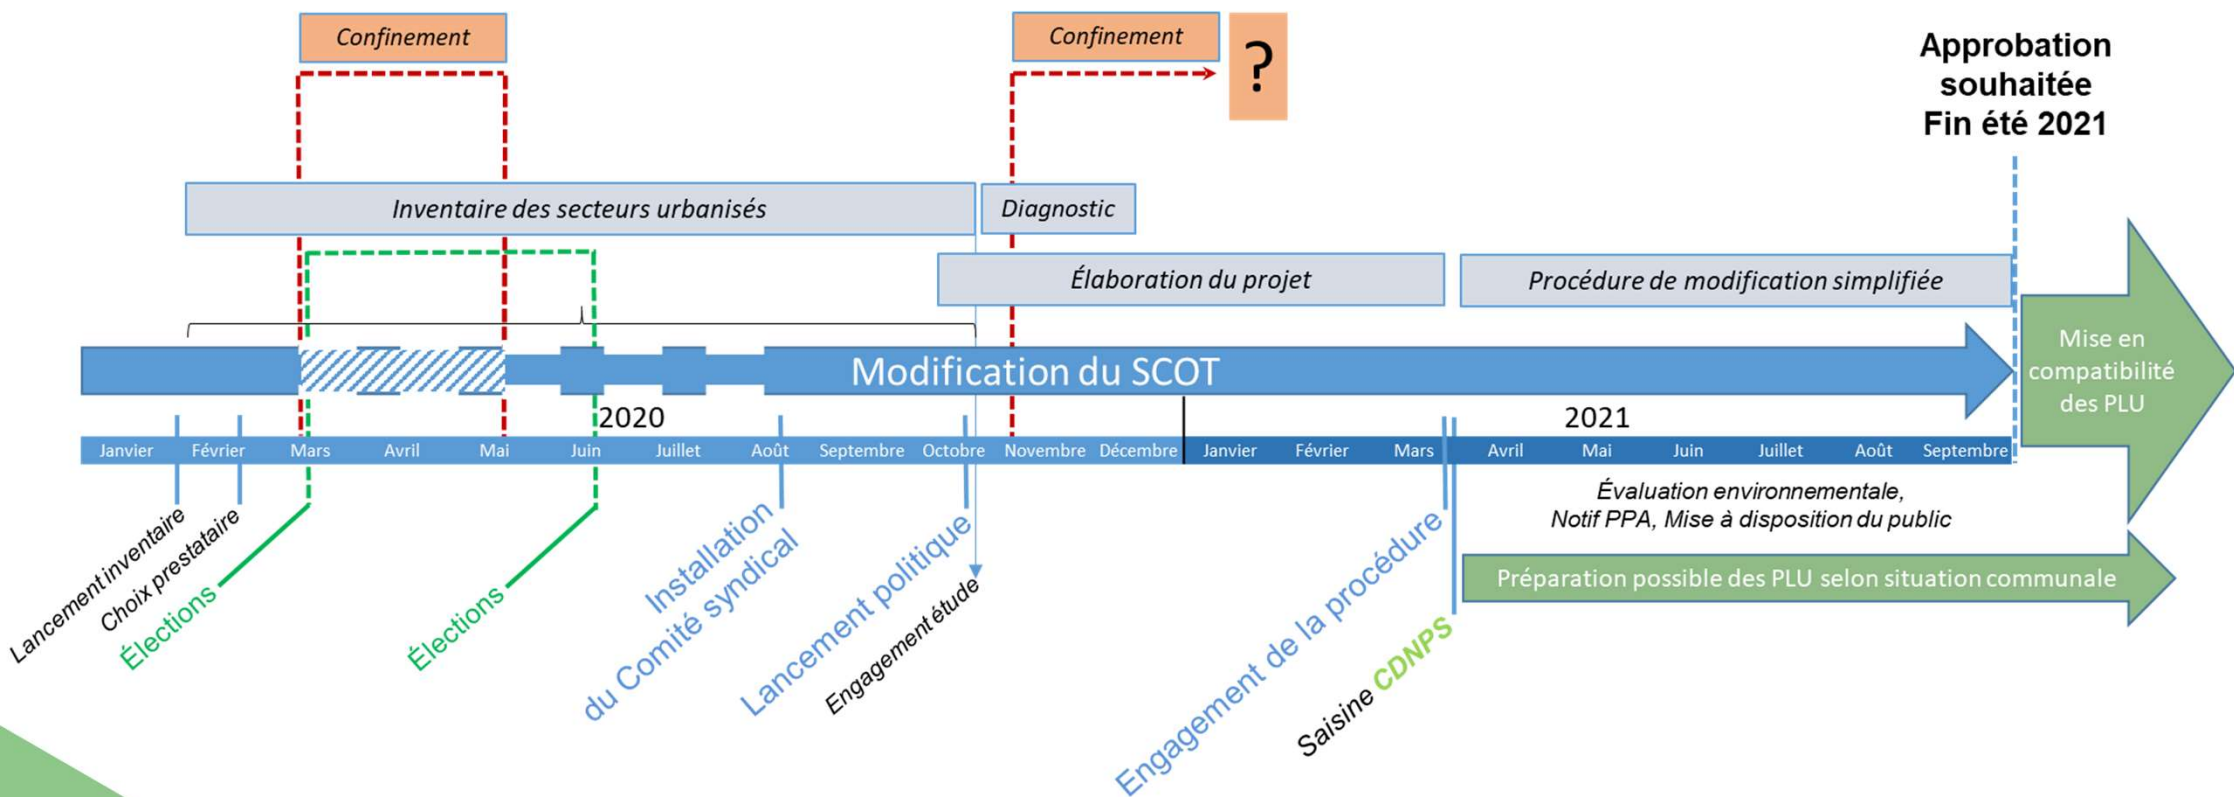 Confinement
Confinement
?
Approbation
souhaitée
Fin été 2021
Inventaire des secteurs urbanisés
Diagnostic
Élaboration du projet
Procédure de modification simplifiée
Modification du SCOT
Mise en
compatibilité
des PLU
2020
2021
Janvier Février Mars Avril Mai Juin Juillet Août Septembre Octobre Novembre Décembre Janvier Février Mars Avril Mai Juin Juillet Août Septembre
Évaluation environnementale,
Notif PPA, Mise à disposition du public
Préparation possible des PLU selon situation communale
Lancement inventaire
Choix prestataire
Élections
Élections
Installation
du Comité syndical
Lancement politique
Engagement étude
Engagement de la procédure
Saisine CDNPS